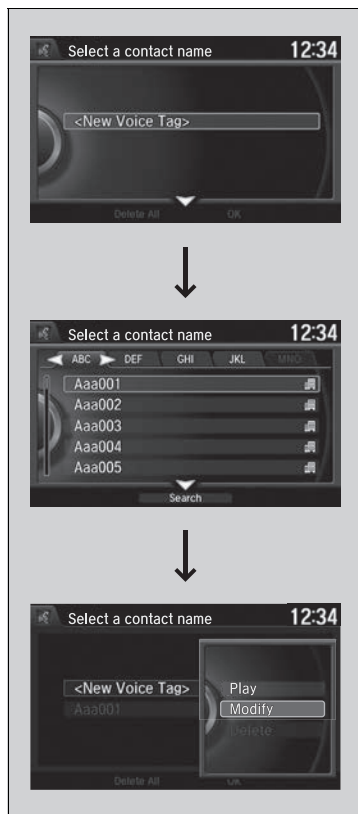 Select a contact name 12:34
<New Voice Tag>
Delete All OK
Select a contact name 12:34
ABC DEF GHI JKL MNO
Aaa001
Aaa002
Aaa003
Aaa004
Aaa005
Search
Select a contact name 12:34
<New Voice Tag>
Aaa001
Play
Modify
Delete
Delete All OK